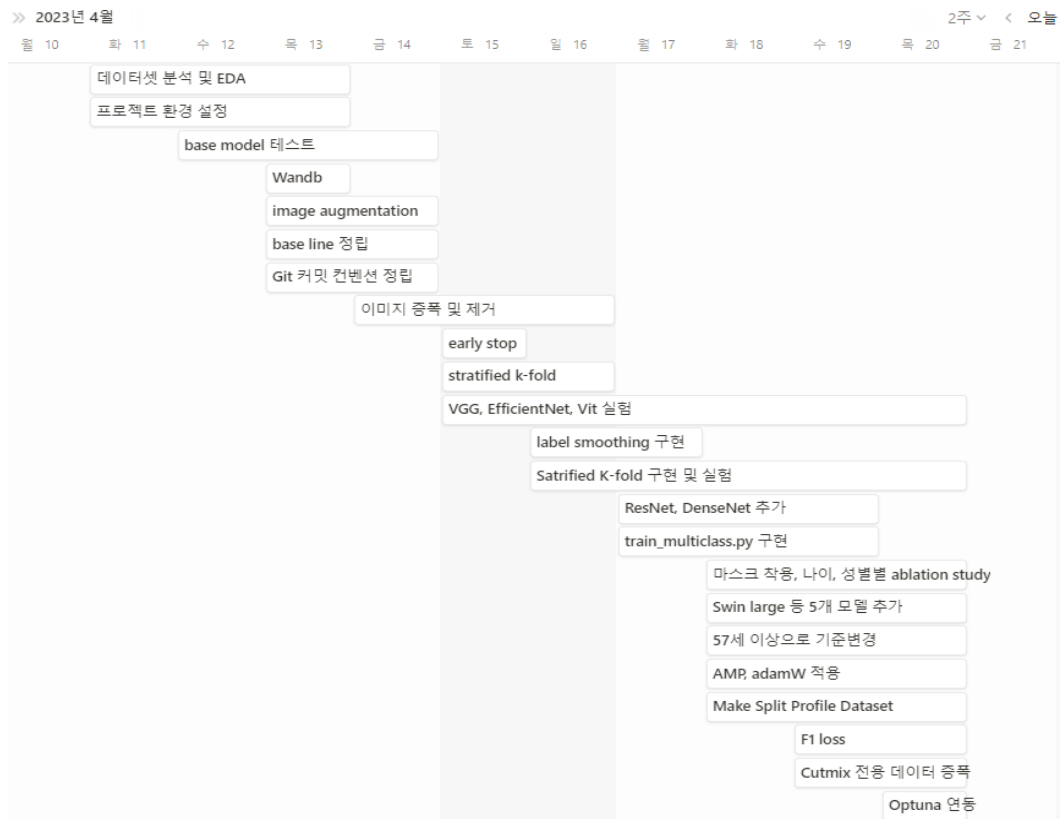 2023년 4월 2주 오늘
월 10 화 11 수 12 목 13 금 14 토 15 일 16 월 17 화 18 수 19 목 20 금 21
데이터셋 분석 및 EDA
프로젝트 환경 설정
base model 테스트
Wandb
image augmentation
base line 정립
Git 커밋 컨벤션 정립
이미지 증폭 및 제거
early stop
stratified k-fold
VGG, EfficientNet, Vit 실험
label smoothing 구현
Satrified K-fold 구현 및 실험
ResNet, DenseNet 추가
train_multiclass.py 구현
마스크 착용, 나이, 성별별 ablation study
Swin large 등 5개 모델 추가
57세 이상으로 기준변경
AMP, adamW 적용
Make Split Profile Dataset
F1 loss
Cutmix 전용 데이터 증폭
Optuna 연동